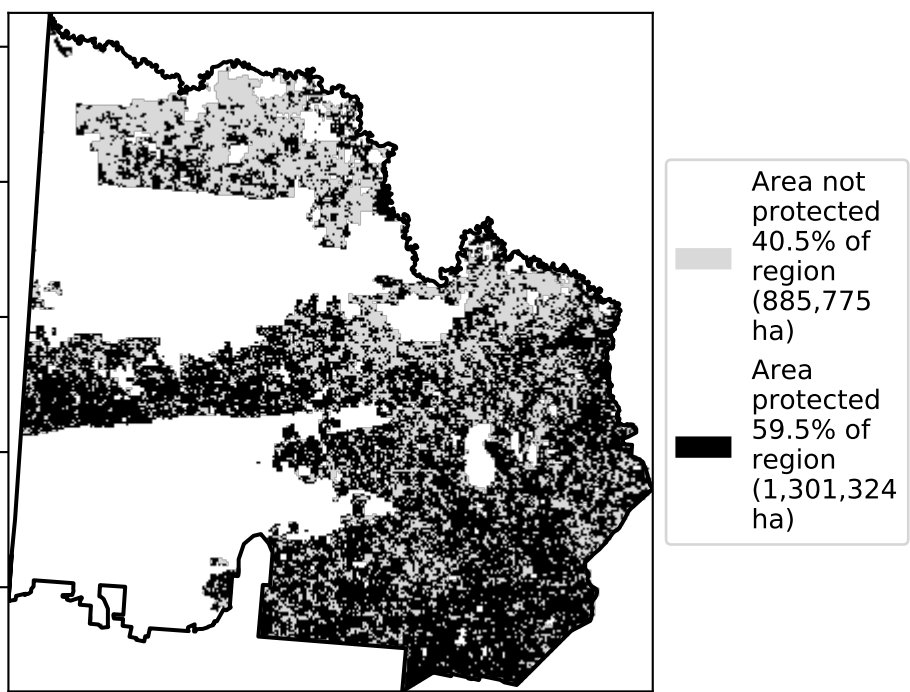 Area not
protected
40.5% of
region
(885,775
ha)
Area
protected
59.5% of
region
(1,301,324
ha)